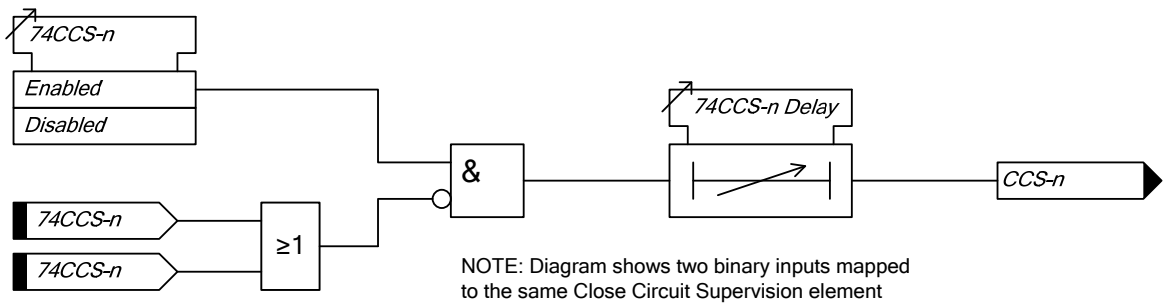 74CCS-n
Enabled
Disabled
74CCS-n Delay
&
CCS-n
74CCS-n
≥1
74CCS-n
NOTE: Diagram shows two binary inputs mapped
to the same Close Circuit Supervision element